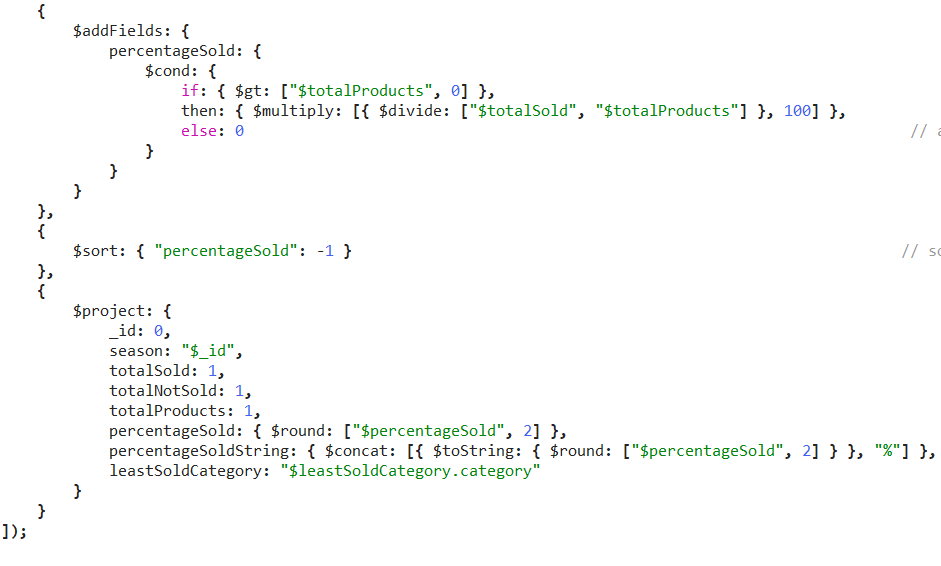 {
$addFields: {
percentageSold: {
$cond: {
if: { $gt: ["$totalProducts", 0] },
then: { $multiply: [{ $divide: ["$totalSold", "$totalProducts"] }, 100] },
else: 0 //
}
}
}
},
{
$sort: { "percentageSold": -1 } //
},
{
$project: {
_id: 0,
season: "$_id",
totalSold: 1,
totalNotSold: 1,
totalProducts: 1,
percentageSold: { $round: ["$percentageSold", 2] },
percentageSoldString: { $concat: [{ $toString: { $round: ["$percentageSold", 2] } }, "%"] },
leastSoldCategory: "$leastSoldCategory.category"
}
}
]);